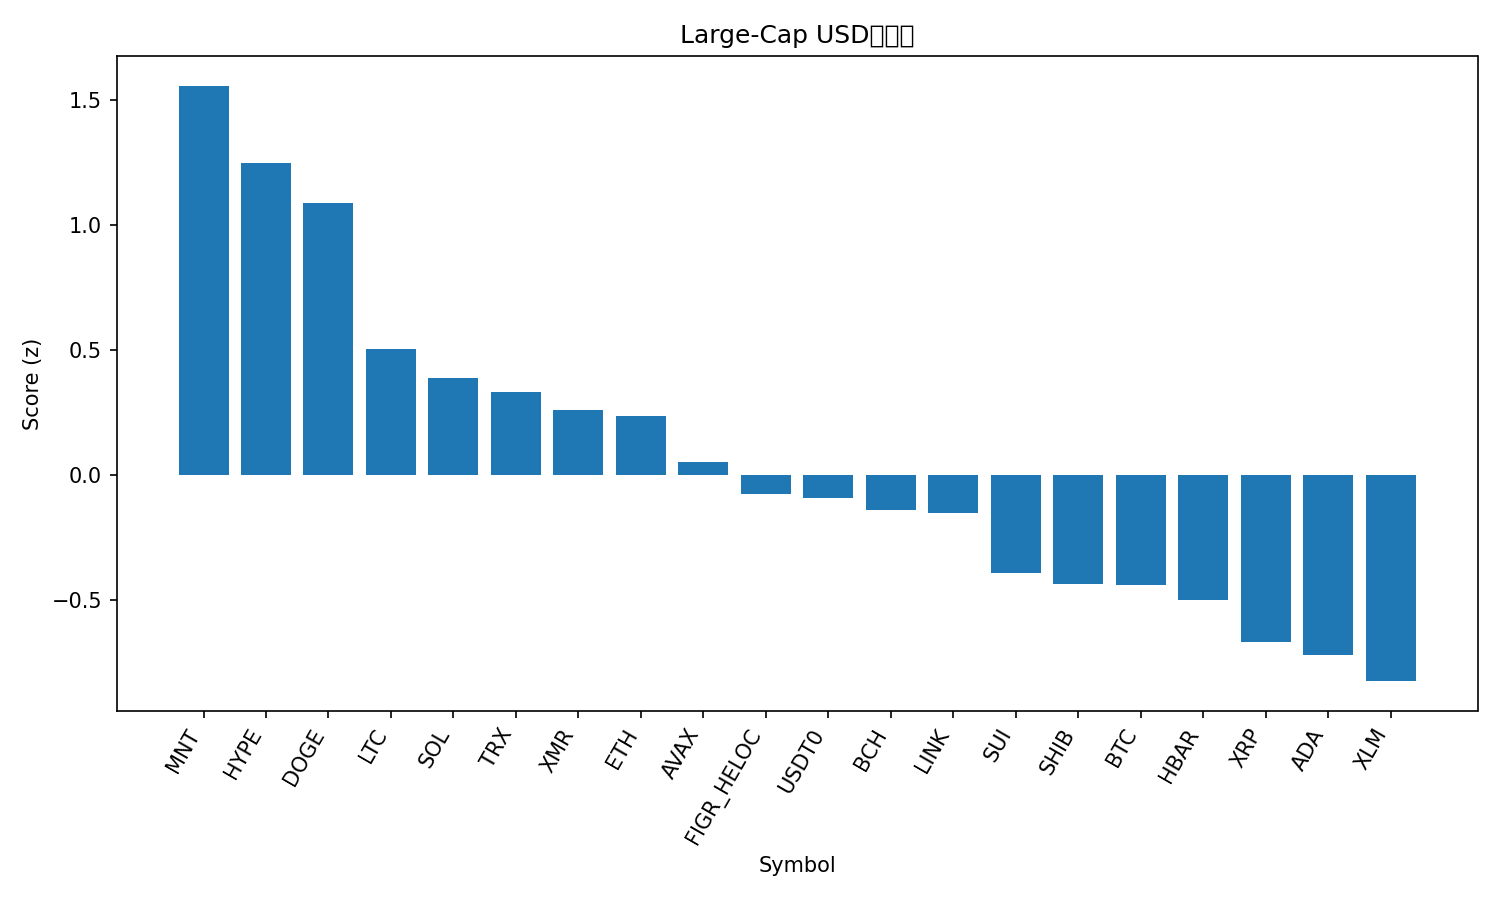 Large-Cap USD
Score (z)
1.5
1.0
0.5
0.0
−0.5
MNT
HYPE
DOGE
LTC
SOL
TRX
XMR
ETH
AVAX
FIGR_HELOC
USDT0
BCH
LINK
SUI
SHIB
BTC
HBAR
XRP
ADA
XLM
Symbol